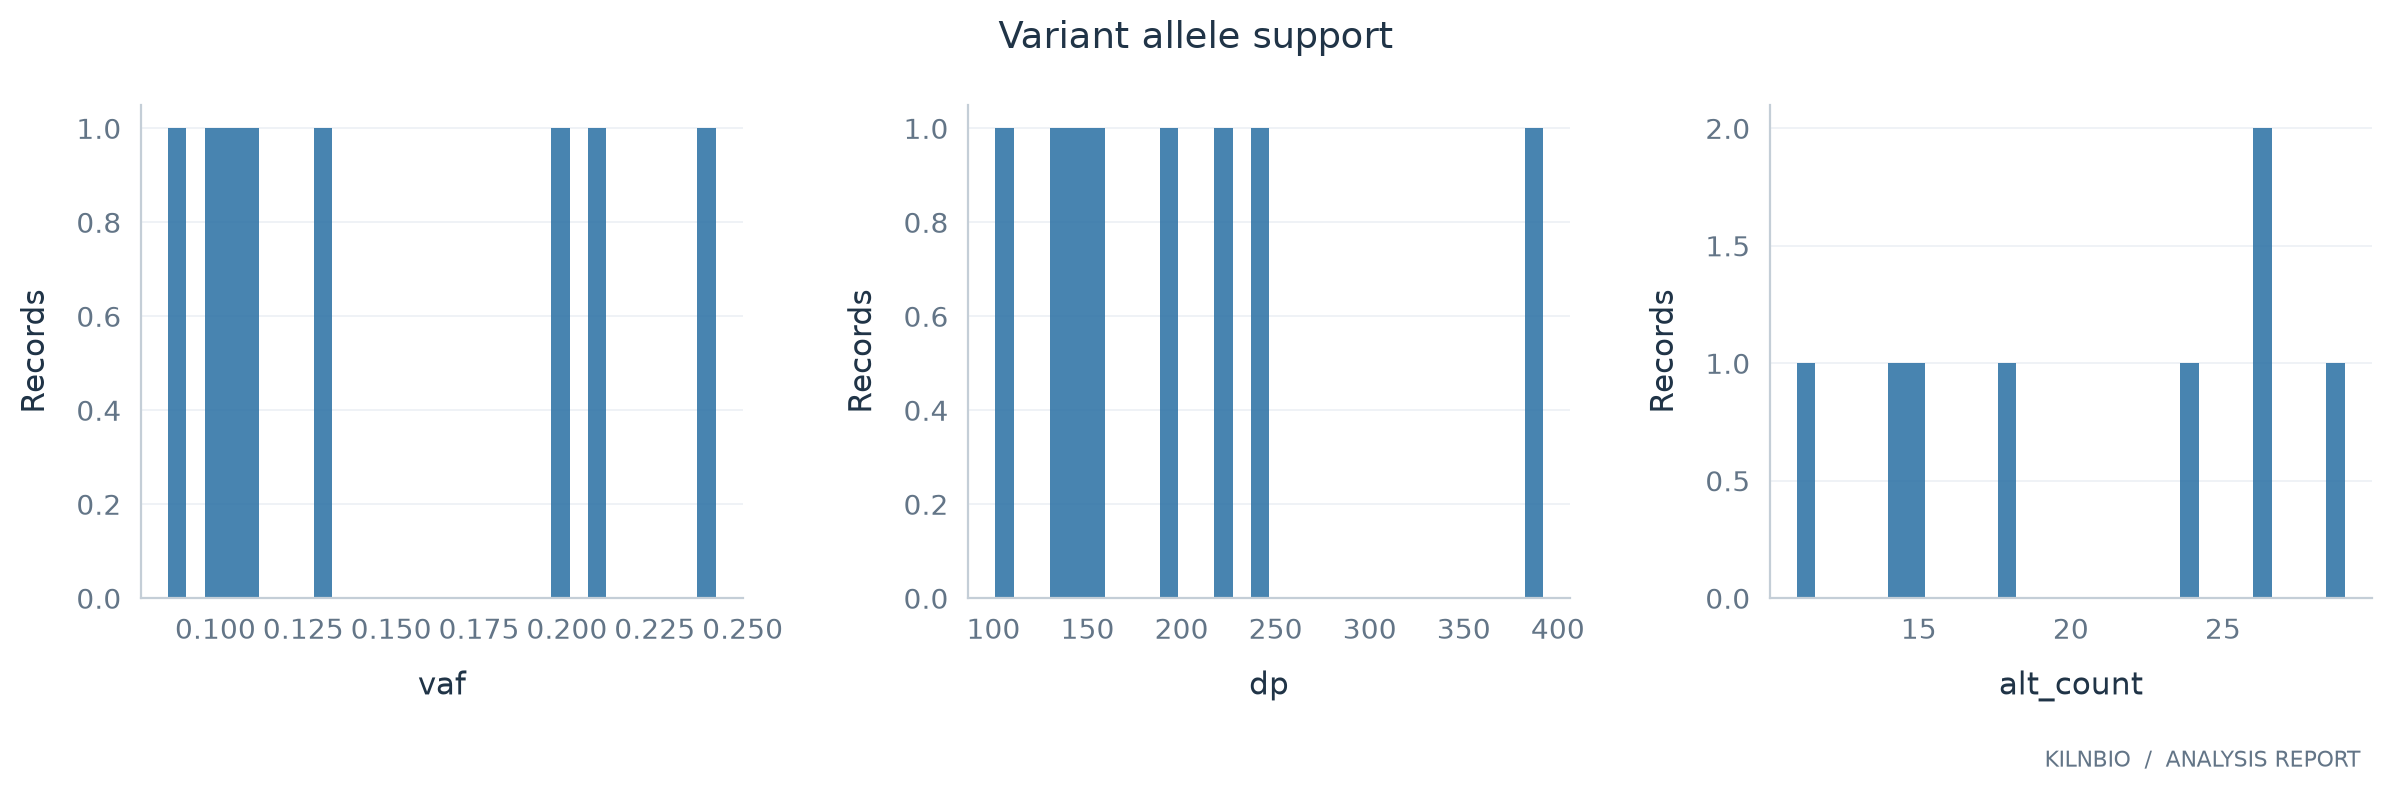 Variant allele support
Records
1.0
0.8
0.6
0.4
0.2
0.0
0.100 0.125 0.150 0.175 0.200 0.225 0.250
vaf
Records
1.0
0.8
0.6
0.4
0.2
0.0
100 150 200 250 300 350 400
dp
Records
2.0
1.5
1.0
0.5
0.0
15 20 25
alt_count
KILNBIO / ANALYSIS REPORT